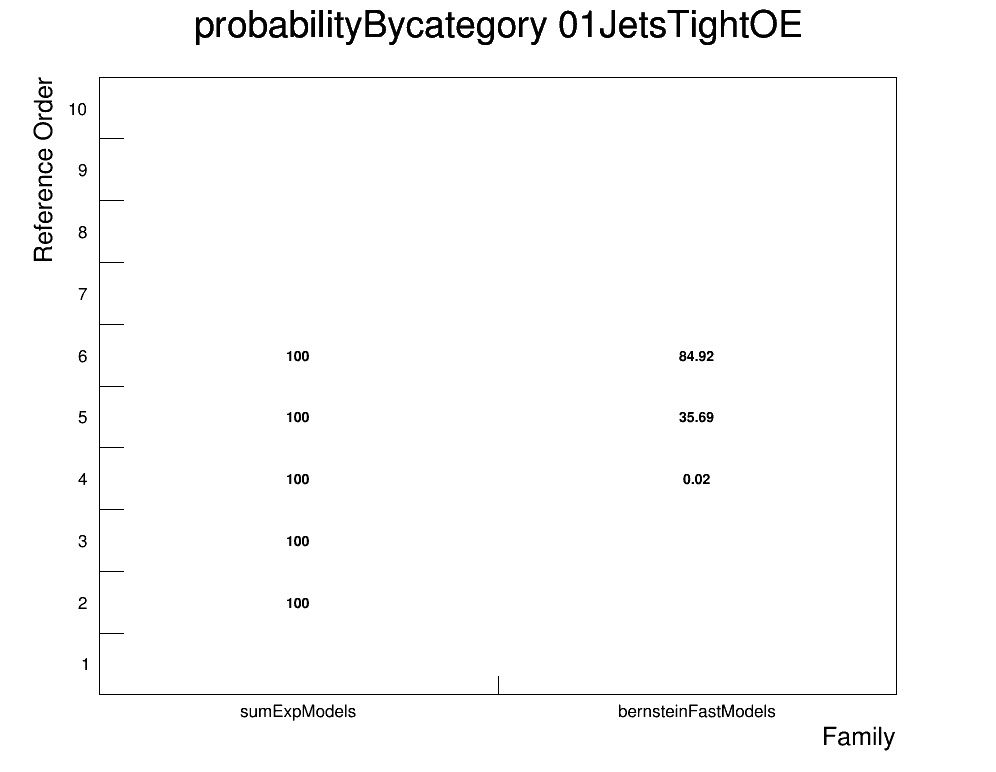 probabilityBycategory 01JetsTightOE
Reference Order
10
9
8
7
6 100 84.92
5 100 35.69
4 100 0.02
3 100
2 100
1
sumExpModels bernsteinFastModels
Family